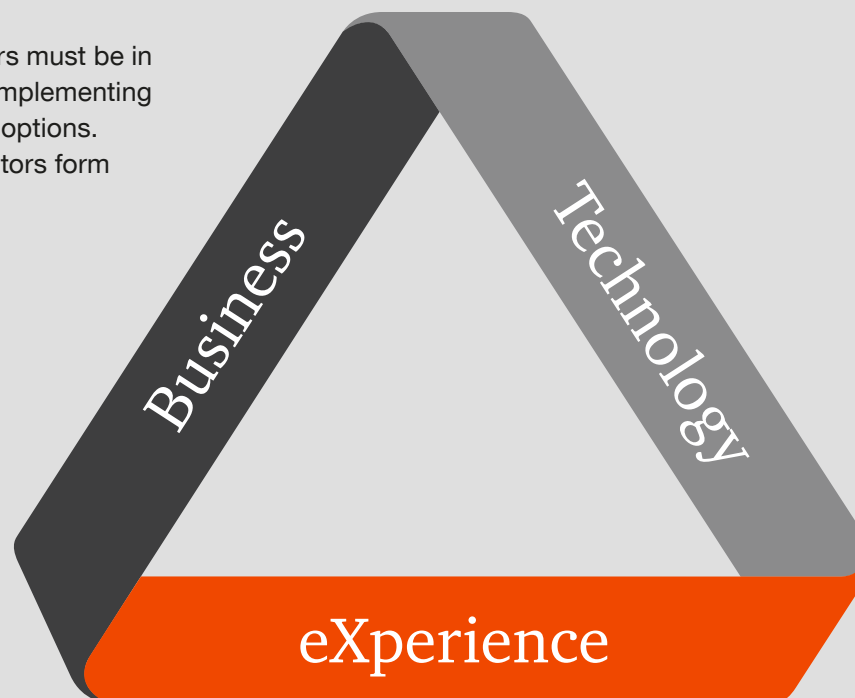 rs must be in
mplementing
options.
tors form
Business
Technology
eXperience